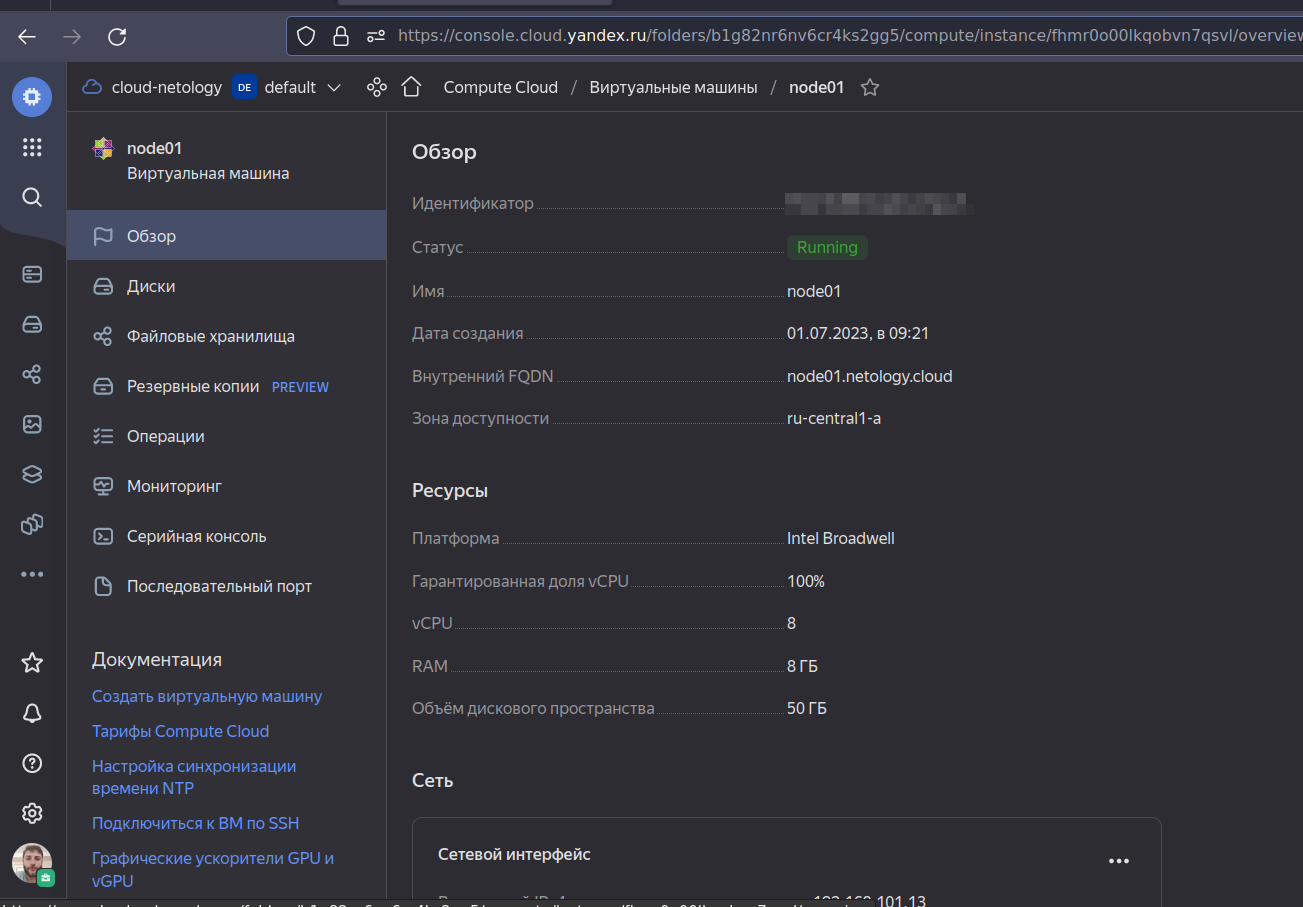 https://console.cloud.yandex.ru/folders/b1g82nr6nv6cr4ks2gg5/compute/instance/fhmr0o00lkqobvn7qsvl/overview
cloud-netology DE default Compute Cloud / Виртуальные машины / node01
node01
Виртуальная машина
Обзор
Диски
Файловые хранилища
Резервные копии PREVIEW
Операции
Мониторинг
Серийная консоль
Последовательный порт
Документация
Создать виртуальную машину
Тарифы Compute Cloud
Настройка синхронизации
времени NTP
Подключиться к ВМ по SSH
Графические ускорители GPU и
vGPU
Обзор
Идентификатор
Статус Running
Имя node01
Дата создания 01.07.2023, в 09:21
Внутренний FQDN node01.netology.cloud
Зона доступности ru-central1-a
Ресурсы
Платформа Intel Broadwell
Гарантированная доля vCPU 100%
vCPU 8
RAM 8 ГБ
Объём дискового пространства 50 ГБ
Сеть
Сетевой интерфейс
192.168.101.13